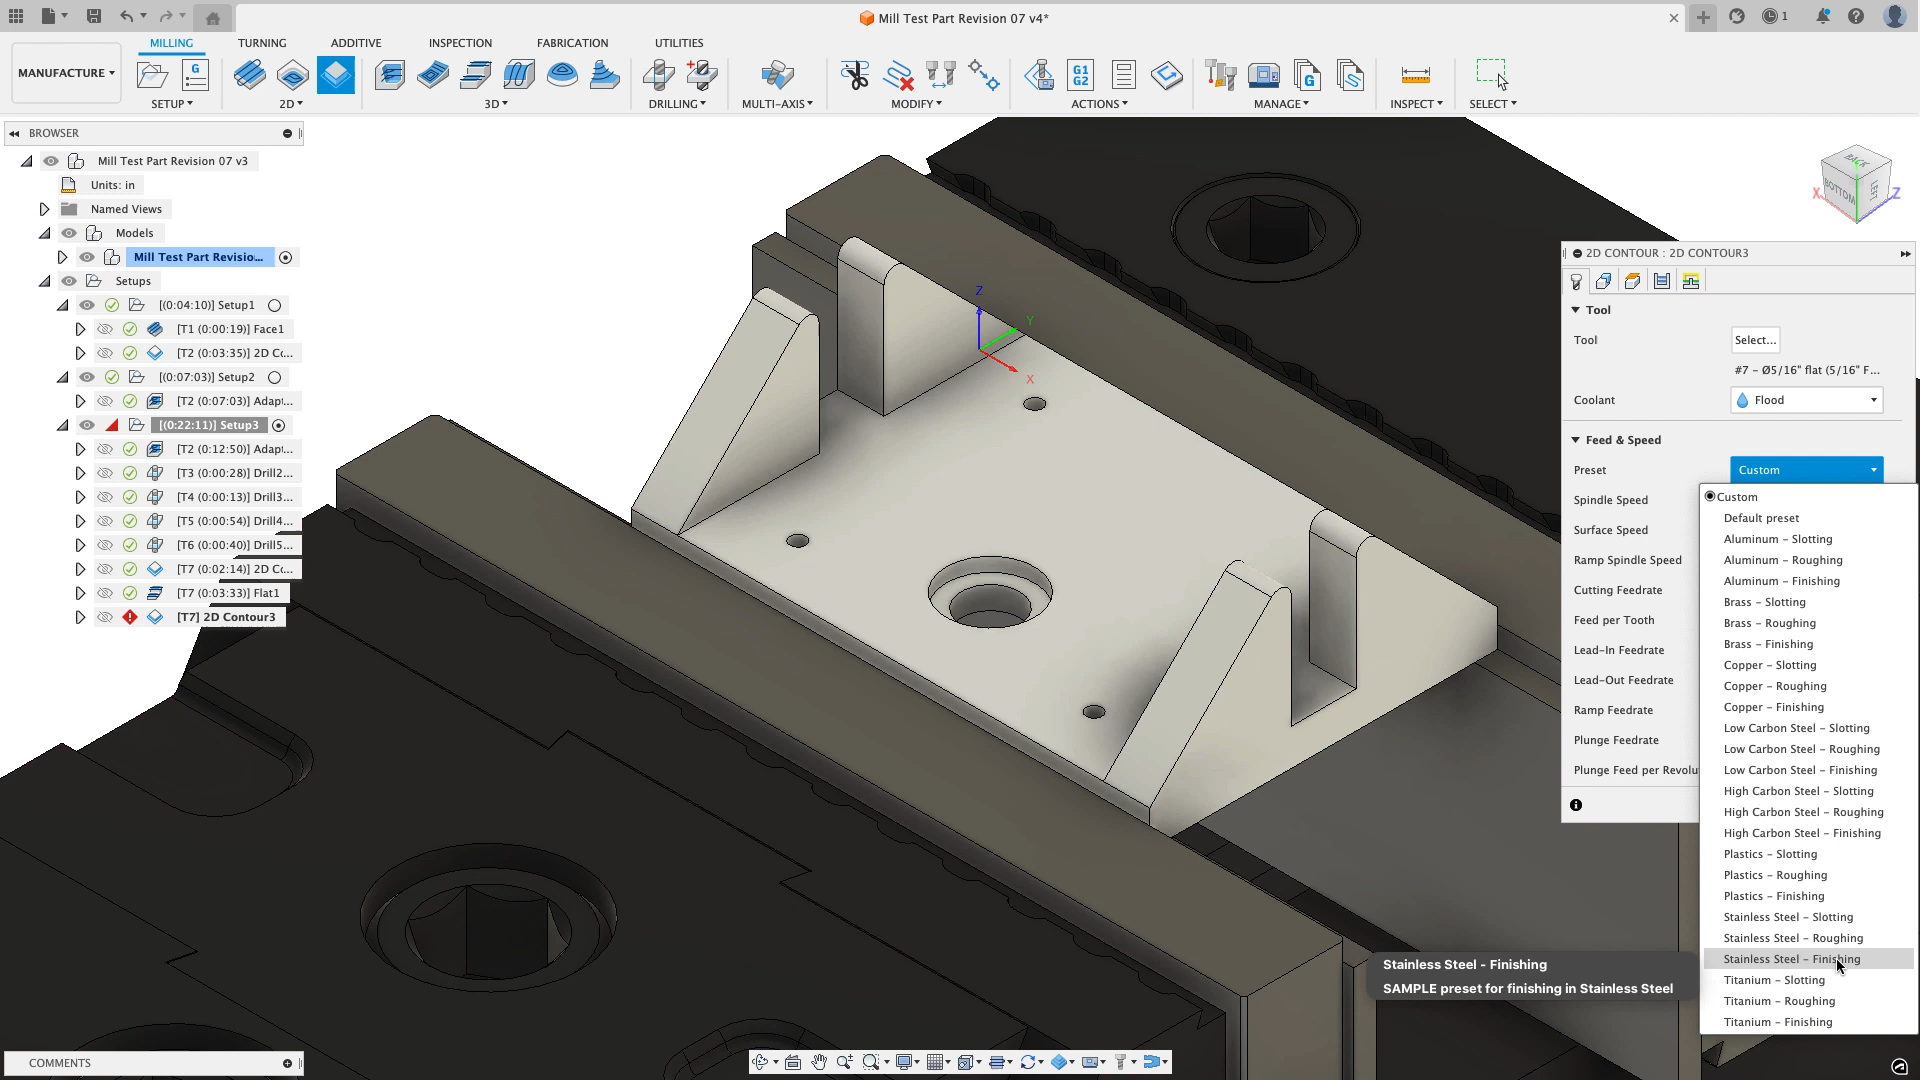 Mill Test Part Revision 07 v4*
1
MANUFACTURE
MILLING
TURNING
ADDITIVE
INSPECTION
FABRICATION
UTILITIES
G
G1
G2
G
SETUP
2D
3D
DRILLING
MULTI-AXIS
MODIFY
ACTIONS
MANAGE
INSPECT
SELECT
BROWSER
Mill Test Part Revision 07 v3
Units: in
Named Views
Models
Mill Test Part Revisio...
Setups
[(0:04:10)] Setup1
[T1 (0:00:19)] Face1
[T2 (0:03:35)] 2D C...
[(0:07:03)] Setup2
[T2 (0:07:03)] Adapt...
[(0:22:11)] Setup3
[T2 (0:12:50)] Adapt...
[T3 (0:00:28)] Drill2...
[T4 (0:00:13)] Drill3...
[T5 (0:00:54)] Drill4...
[T6 (0:00:40)] Drill5...
[T7 (0:02:14)] 2D C...
[T7 (0:03:33)] Flat1
[T7] 2D Contour3
Z
Y
X
BACK
BOTTOM
LEFT
X
Z
2D CONTOUR : 2D CONTOUR3
Tool
Tool
Select...
#7 - Ø5/16" flat (5/16" F...
Coolant
Flood
Feed & Speed
Preset
Custom
Spindle Speed
Surface Speed
Ramp Spindle Speed
Cutting Feedrate
Feed per Tooth
Lead-In Feedrate
Lead-Out Feedrate
Ramp Feedrate
Plunge Feedrate
Plunge Feed per Revolu
Custom
Default preset
Aluminum - Slotting
Aluminum - Roughing
Aluminum - Finishing
Brass - Slotting
Brass - Roughing
Brass - Finishing
Copper - Slotting
Copper - Roughing
Copper - Finishing
Low Carbon Steel - Slotting
Low Carbon Steel - Roughing
Low Carbon Steel - Finishing
High Carbon Steel - Slotting
High Carbon Steel - Roughing
High Carbon Steel - Finishing
Plastics - Slotting
Plastics - Roughing
Plastics - Finishing
Stainless Steel - Slotting
Stainless Steel - Roughing
Stainless Steel - Finishing
Titanium - Slotting
Titanium - Roughing
Titanium - Finishing
Stainless Steel - Finishing
SAMPLE preset for finishing in Stainless Steel
COMMENTS